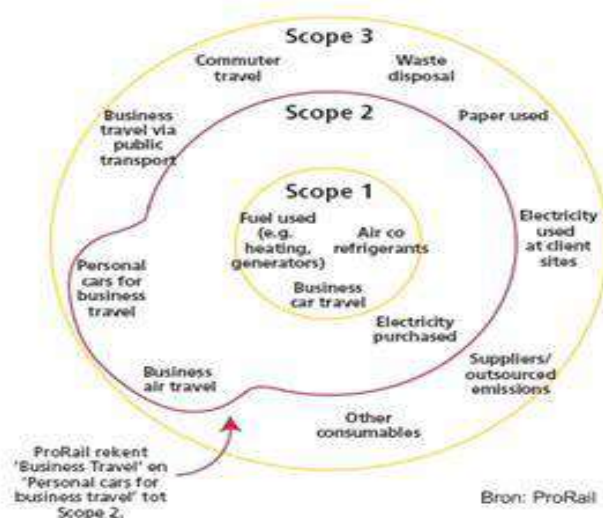 Scope 3
Commuter
travel
Waste
disposal
Business
travel via
public
transport
Scope 2
Paper used
Scope 1
Fuel used
(e.g.
heating,
generators)
Air co
refrigerants
Electricity
used
at client
sites
Personal
cars for
business
travel
Business
car travel
Electricity
purchased
Business
air travel
Suppliers/
outsourced
emissions
Other
consumables
ProRail rekent
'Business Travel' en
'Personal cars for
business travel' tot
Scope 2.
Bron: ProRail